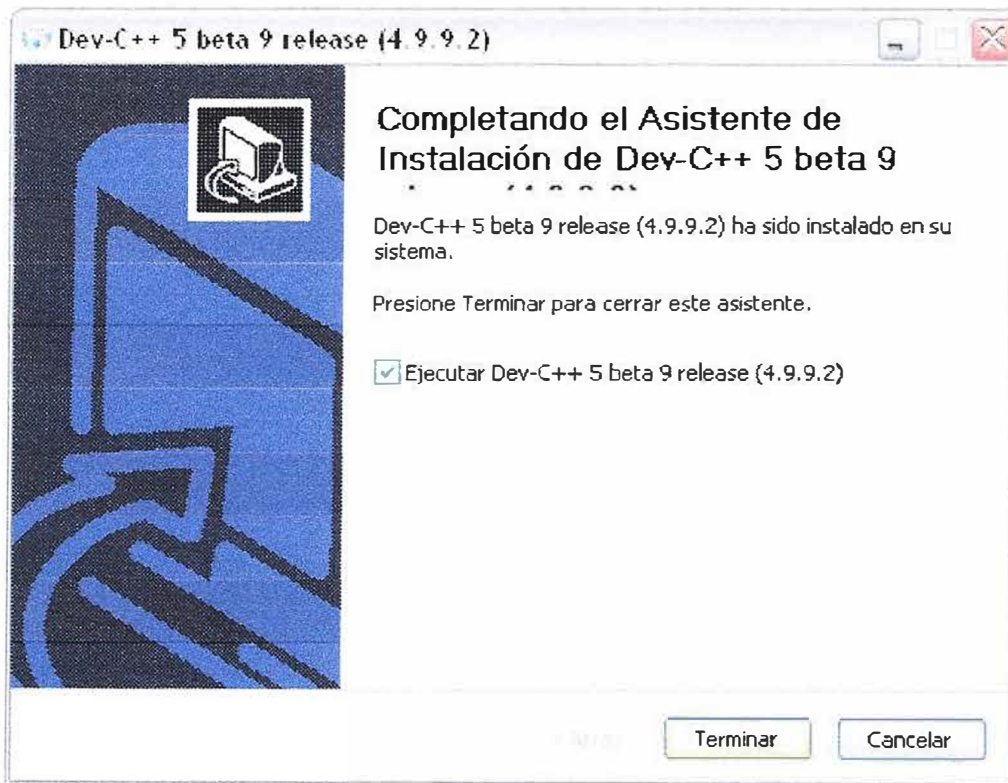 Dev-C++ 5 beta 9 release (4.9.9.2)
Completando el Asistente de
Instalación de Dev-C++ 5 beta 9
Dev-C++ 5 beta 9 release (4.9.9.2) ha sido instalado en su
sistema.
Presione Terminar para cerrar este asistente.
Ejecutar Dev-C++ 5 beta 9 release (4.9.9.2)
Terminar
Cancelar